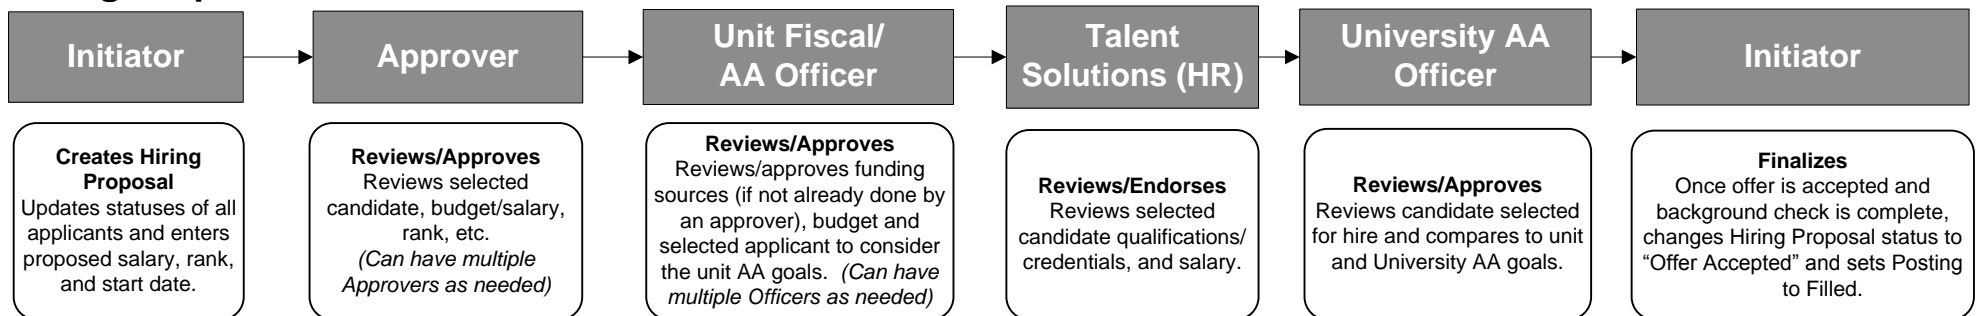 Initiator
Approver
Unit Fiscal/
AA Officer
Talent
Solutions (HR)
University AA
Officer
Initiator
Creates Hiring
Proposal
Updates statuses of all
applicants and enters
proposed salary, rank,
and start date.
Reviews/Approves
Reviews selected
candidate, budget/salary,
rank, etc.
(Can have multiple
Approvers as needed)
Reviews/Approves
Reviews/approves funding
sources (if not already done by
an approver), budget and
selected applicant to consider
the unit AA goals.  (Can have
multiple Officers as needed)
Reviews/Endorses
Reviews selected
candidate qualifications/
credentials, and salary.
Reviews/Approves
Reviews candidate selected
for hire and compares to unit
and University AA goals.
Finalizes
Once offer is accepted and
background check is complete,
changes Hiring Proposal status to
“Offer Accepted” and sets Posting
to Filled.